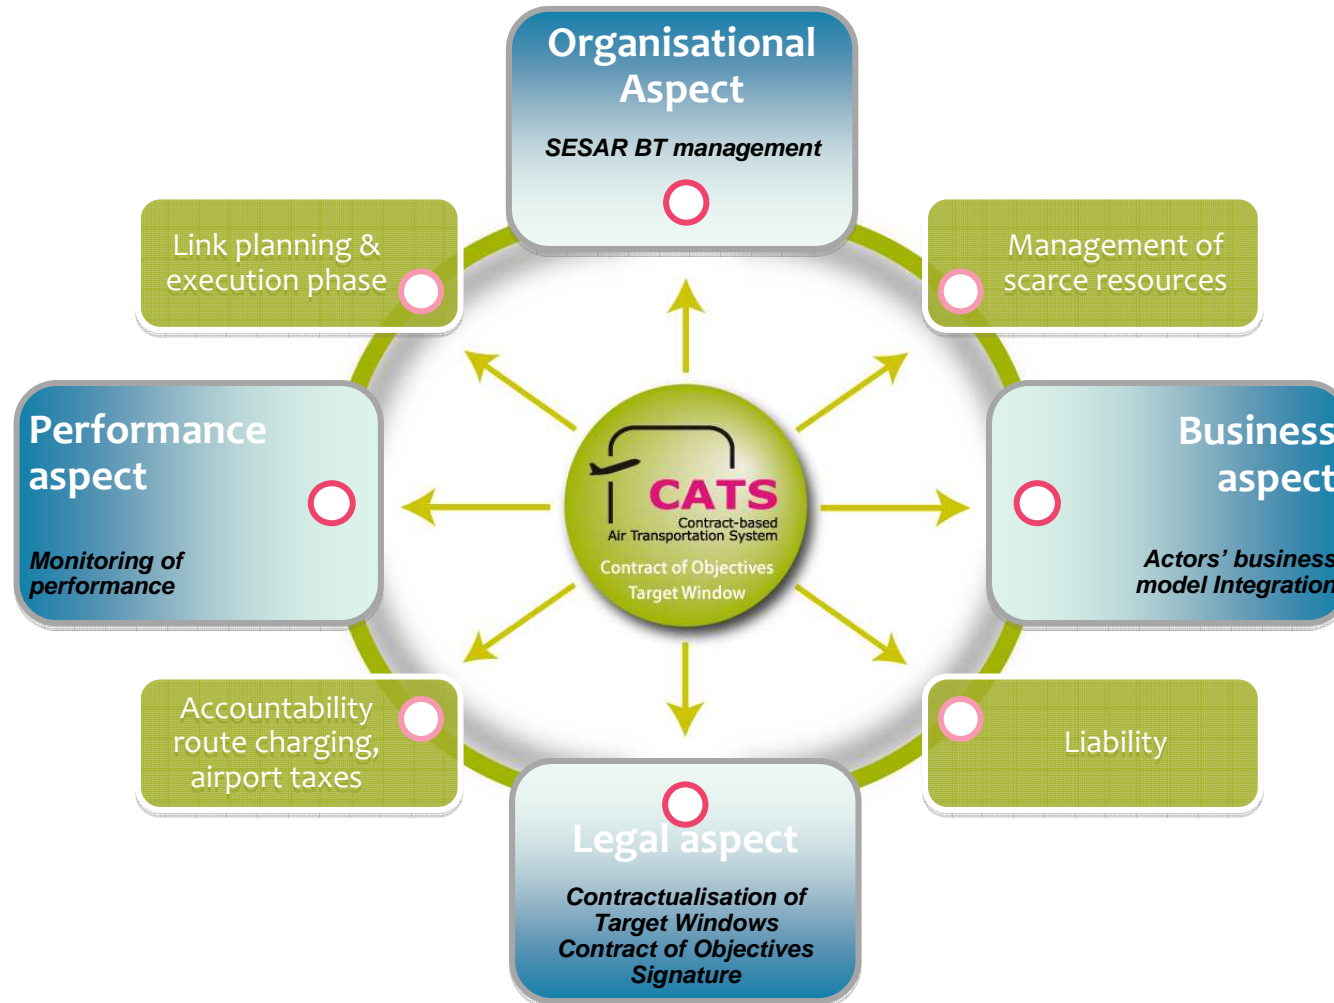 Organisational
Aspect
SESAR BT management
Link planning &
execution phase
Management of
scarce resources
Performance
aspect
Monitoring of
performance
CATS
Contract-based
Air Transportation System
Contract of Objectives
Target Window
Business
aspect
Actors’ business
model Integration
Accountability
route charging,
airport taxes
Liability
Legal aspect
Contractualisation of
Target Windows
Contract of Objectives
Signature